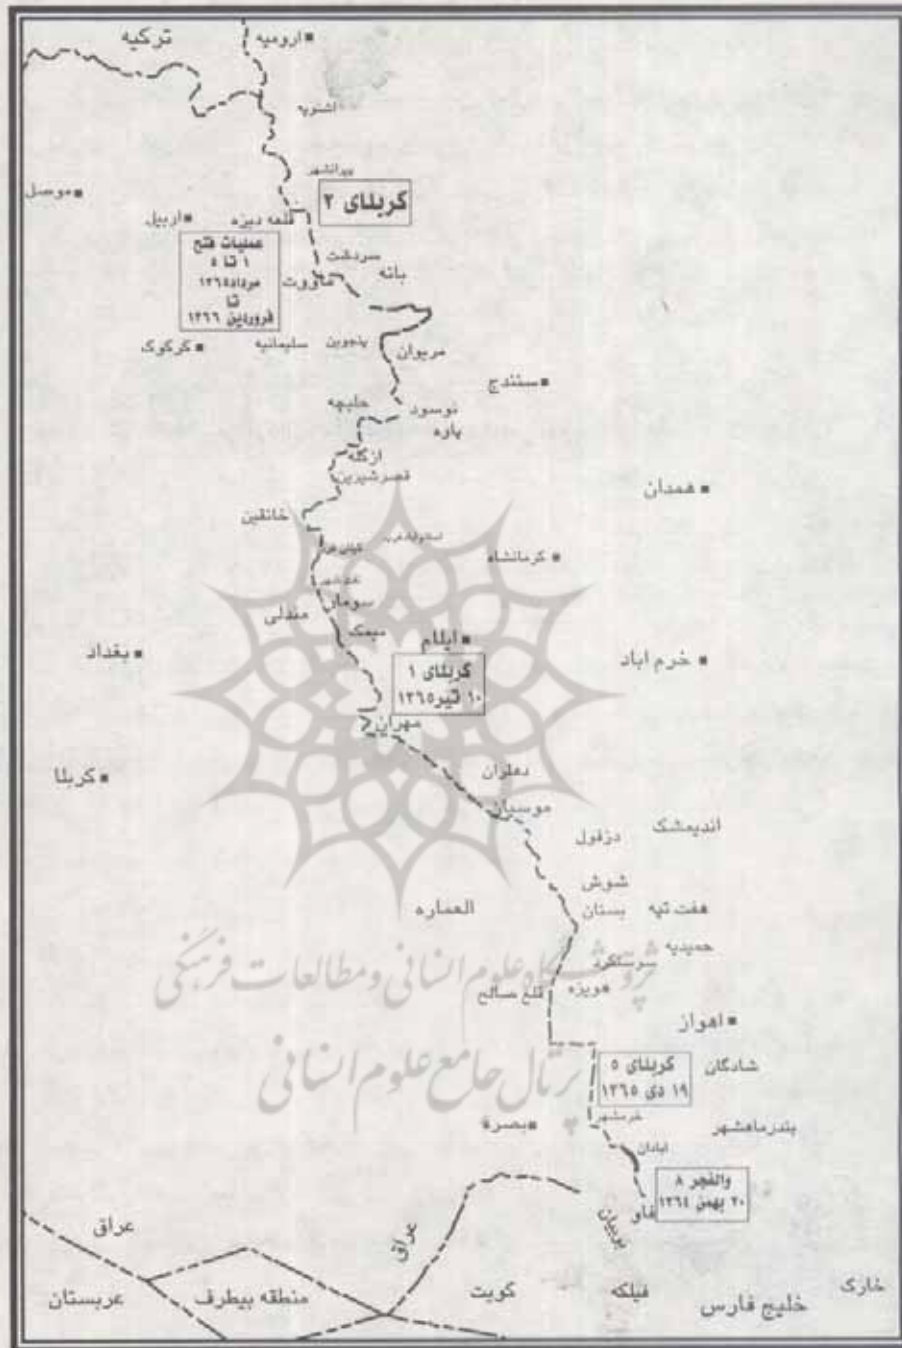 ترکیه
ارومیه
اشنویه
پیرانشهر
موصل
کربلای ۲
اربیل
قلعه دیزه
عملیات فتح
۱ تا ۵
مرداد ۱۳۶۵
تا
فروردین ۱۳۶۶
سردشت
بانه
ماووت
کرکوک
سلیمانیه
پنجوین
مریوان
سنندج
حلبچه
نوسود
پاوه
ازگله
قصرشیرین
همدان
خانقین
کرمانشاه
سومار
مندلی
میمک
ایلام
بغداد
خرم اباد
کربلای ۱
۱۰ تیر ۱۳۶۵
مهران
کربلا
دهلران
موسیان
اندیمشک
دزفول
شوش
العماره
بستان
هفت تپه
حمیدیه
سوسنگرد
هویزه
پژوهشگاه علوم انسانی و مطالعات فرهنگی
قلع صالح
اهواز
شادگان
کربلای ۵
۱۹ دی ۱۳۶۵
پرتال جامع علوم انسانی
خرمشهر
بصرة
بندرماهشهر
ابادان
والفجر ۸
۲۰ بهمن ۱۳۶۴
فاو
بوبیان
عراق
عراق
عربستان
منطقه بیطرف
کویت
فیلکه
خلیج فارس
خارک